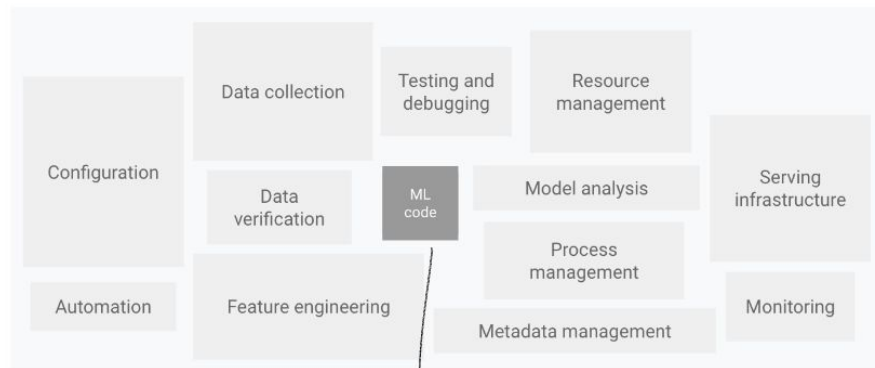 Data collection
Testing and
debugging
Resource
management
Configuration
Data
verification
ML
code
Model analysis
Serving
infrastructure
Process
management
Automation
Feature engineering
Metadata management
Monitoring